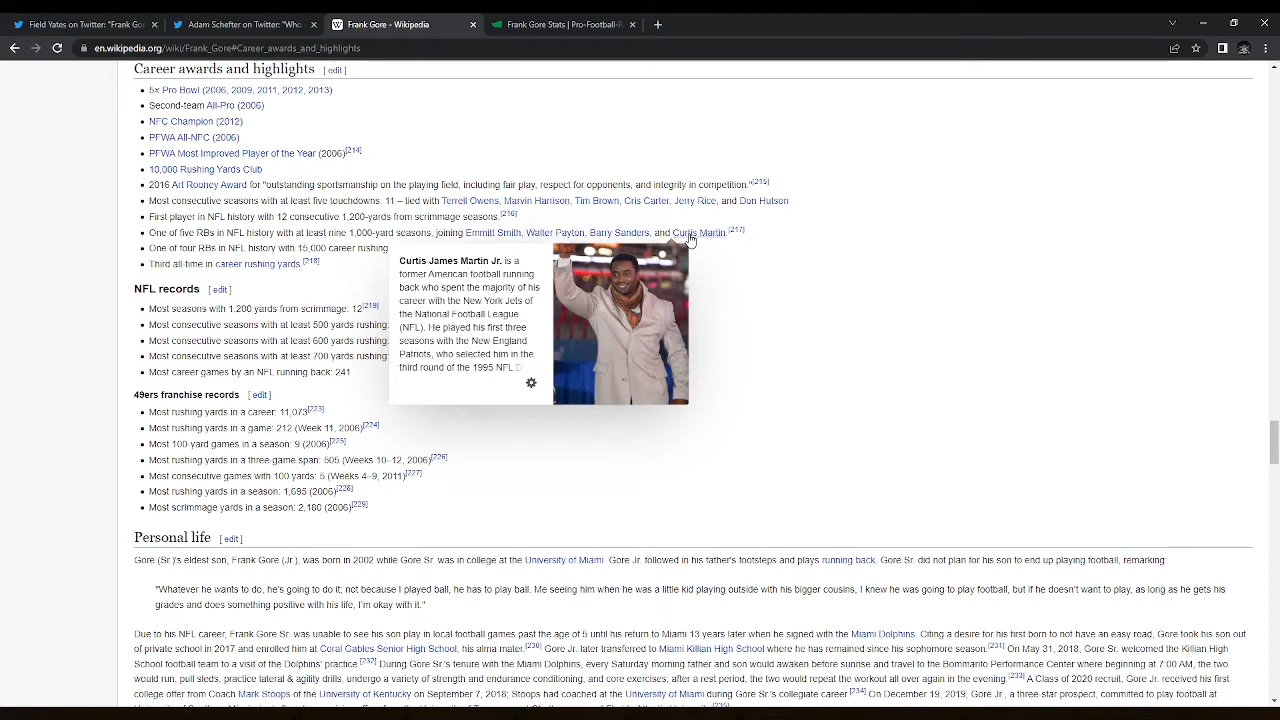 Field Yates on Twitter: "Frank Gor
Adam Schefter on Twitter: "Who
Frank Gore - Wikipedia
Frank Gore Stats | Pro-Football-R
en.wikipedia.org/wiki/Frank_Gore#Career_awards_and_highlights
Career awards and highlights [ edit ]
5× Pro Bowl (2006, 2009, 2011, 2012, 2013)
Second-team All-Pro (2006)
NFC Champion (2012)
PFWA All-NFC (2006)
PFWA Most Improved Player of the Year (2006)[214]
10,000 Rushing Yards Club
2016 Art Rooney Award for "outstanding sportsmanship on the playing field, including fair play, respect for opponents, and integrity in competition."[215]
Most consecutive seasons with at least five touchdowns: 11 – tied with Terrell Owens, Marvin Harrison, Tim Brown, Cris Carter, Jerry Rice, and Don Hutson
First player in NFL history with 12 consecutive 1,200-yards from scrimmage seasons.[216]
One of five RBs in NFL history with at least nine 1,000-yard seasons, joining Emmitt Smith, Walter Payton, Barry Sanders, and Curtis Martin.[217]
One of four RBs in NFL history with 15,000 career rushing
Third all-time in career rushing yards.[218]
Curtis James Martin Jr. is a
former American football running
back who spent the majority of his
career with the New York Jets of
the National Football League
(NFL). He played his first three
seasons with the New England
Patriots, who selected him in the
third round of the 1995 NFL
NFL records [ edit ]
Most seasons with 1,200 yards from scrimmage: 12[219]
Most consecutive seasons with at least 500 yards rushing:
Most consecutive seasons with at least 600 yards rushing:
Most consecutive seasons with at least 700 yards rushing:
Most career games by an NFL running back: 241
49ers franchise records [ edit ]
Most rushing yards in a career: 11,073[223]
Most rushing yards in a game: 212 (Week 11, 2006)[224]
Most 100-yard games in a season: 9 (2006)[225]
Most rushing yards in a three-game span: 505 (Weeks 10–12, 2006)[226]
Most consecutive games with 100 yards: 5 (Weeks 4–9, 2011)[227]
Most rushing yards in a season: 1,695 (2006)[228]
Most scrimmage yards in a season: 2,180 (2006)[229]
Personal life [ edit ]
Gore (Sr.)'s eldest son, Frank Gore (Jr.), was born in 2002 while Gore Sr. was in college at the University of Miami. Gore Jr. followed in his father's footsteps and plays running back. Gore Sr. did not plan for his son to end up playing football, remarking:
"Whatever he wants to do, he's going to do it; not because I played ball, he has to play ball. Me seeing him when he was a little kid playing outside with his bigger cousins, I knew he was going to play football, but if he doesn't want to play, as long as he gets his
grades and does something positive with his life, I'm okay with it."
Due to his NFL career, Frank Gore Sr. was unable to see his son play in local football games past the age of 5 until his return to Miami 13 years later when he signed with the Miami Dolphins. Citing a desire for his first born to not have an easy road, Gore took his son out
of private school in 2017 and enrolled him at Coral Gables Senior High School, his alma mater.[230] Gore Jr. later transferred to Miami Killian High School where he has remained since his sophomore season.[231] On May 31, 2018, Gore Sr. welcomed the Killian High
School football team to a visit of the Dolphins' practice.[232] During Gore Sr.'s tenure with the Miami Dolphins, every Saturday morning father and son would awaken before sunrise and travel to the Bommarito Performance Center where beginning at 7:00 AM, the two
would run, pull sleds, practice lateral & agility drills, undergo a variety of strength and endurance conditioning, and core exercises; after a rest period, the two would repeat the workout all over again in the evening.[233] A Class of 2020 recruit, Gore Jr. received his first
college offer from Coach Mark Stoops of the University of Kentucky on September 7, 2018; Stoops had coached at the University of Miami during Gore Sr.'s collegiate career.[234] On December 19, 2019, Gore Jr., a three-star prospect, committed to play football at